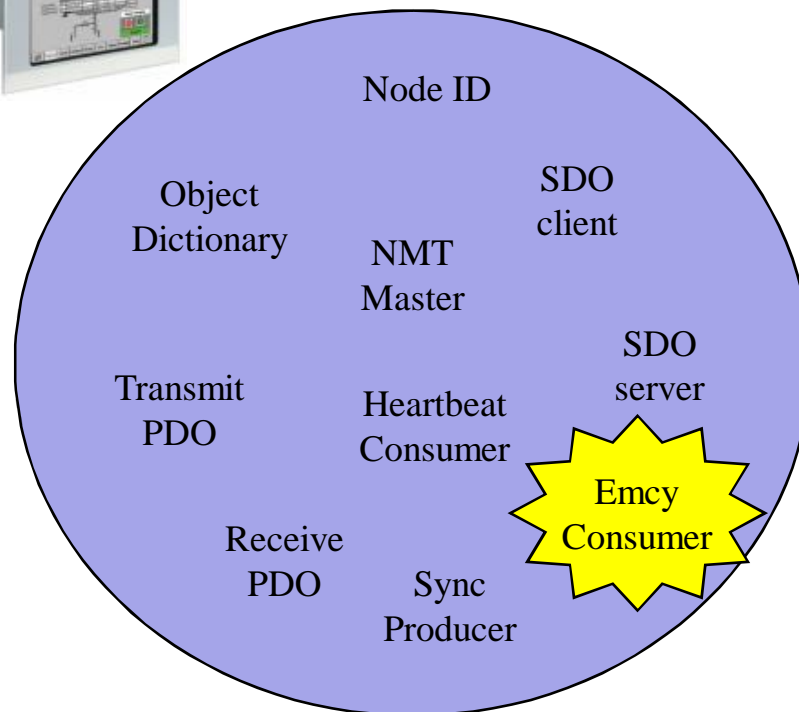 Node ID
Object
Dictionary
SDO
client
NMT
Master
SDO
server
Transmit
PDO
Heartbeat
Consumer
Emcy
Consumer
Receive
PDO
Sync
Producer